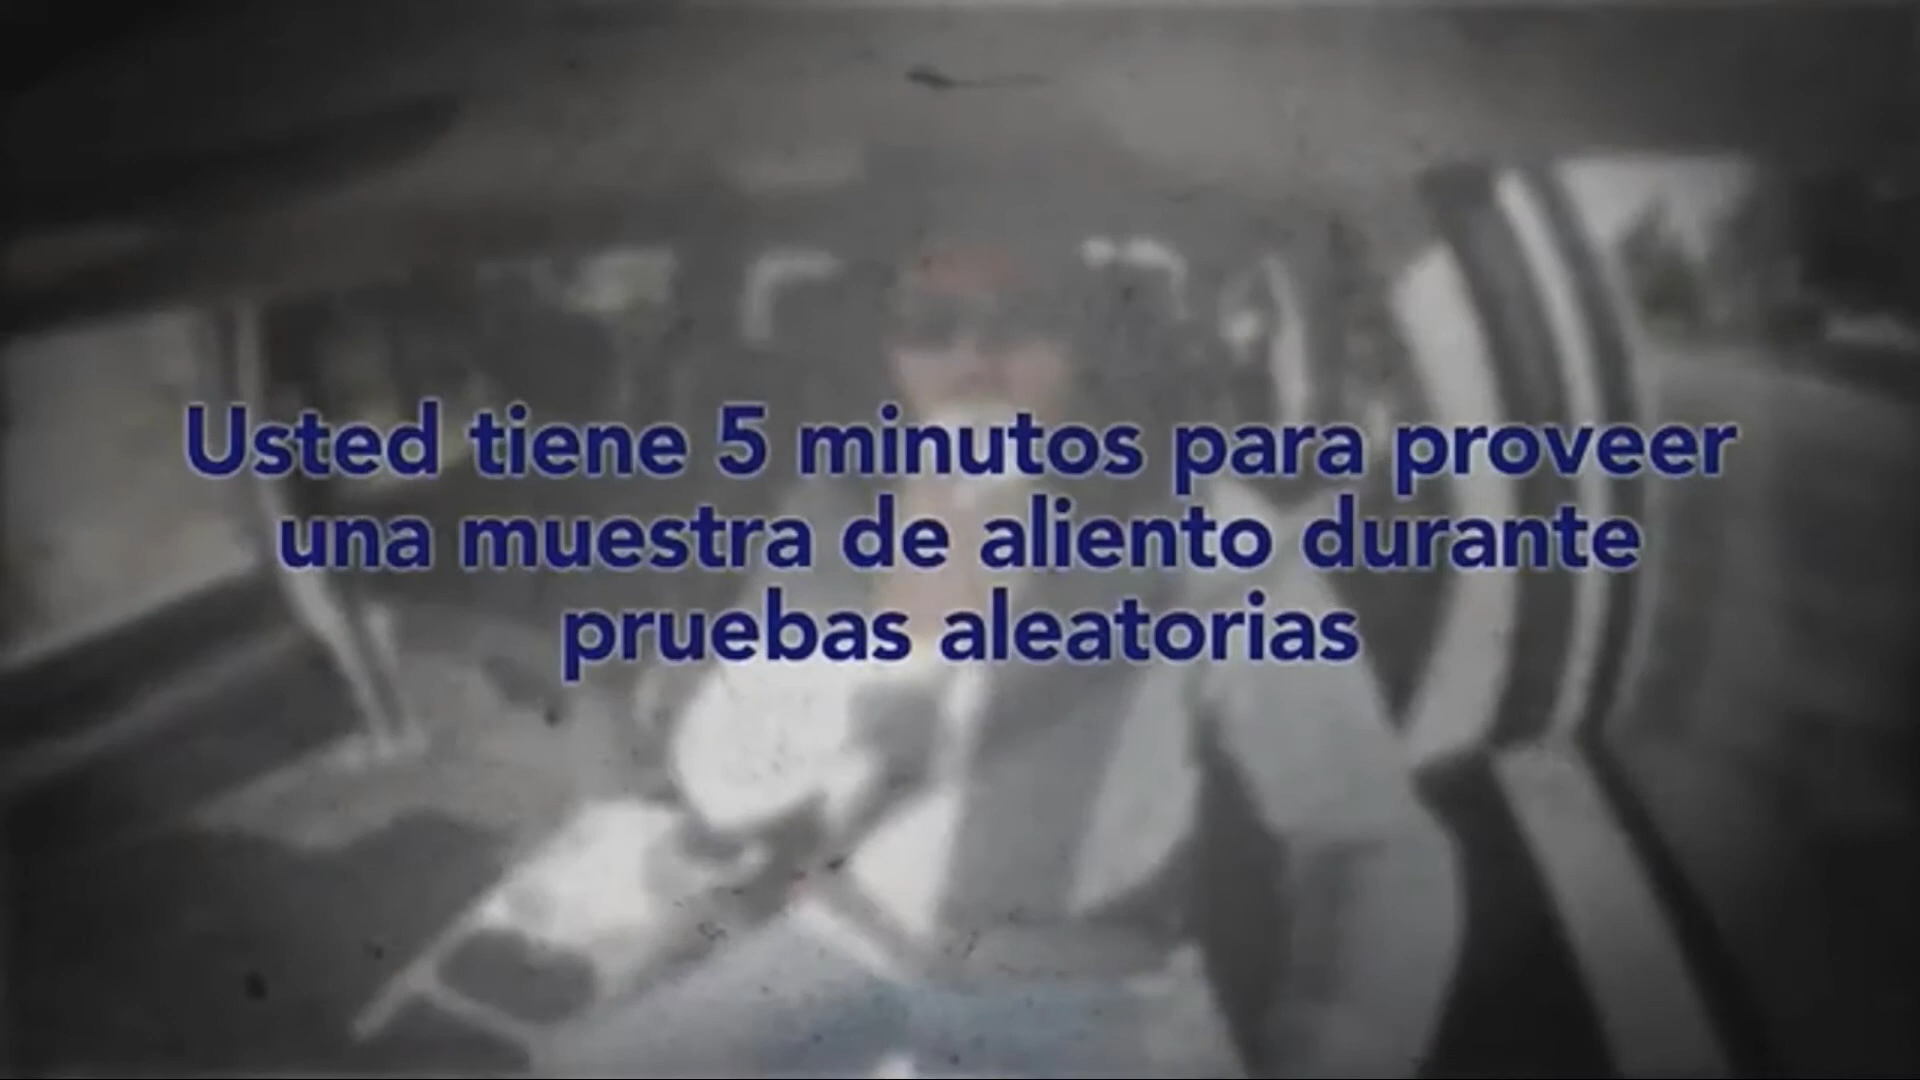 Usted tiene 5 minutos para proveer
una muestra de aliento durante
pruebas aleatorias